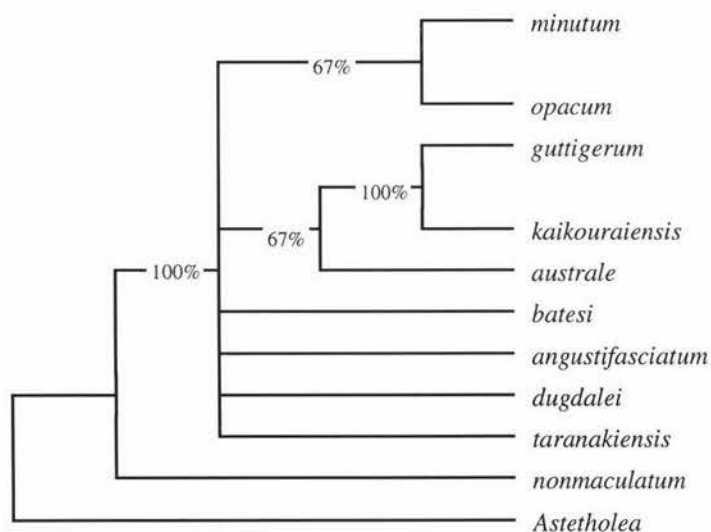 minutum
67%
opacum
guttigerum
100%
kaikouraiensis
67%
australe
100%
batesi
angustifasciatum
dugdalei
taranakiensis
nonmaculatum
Astetholea